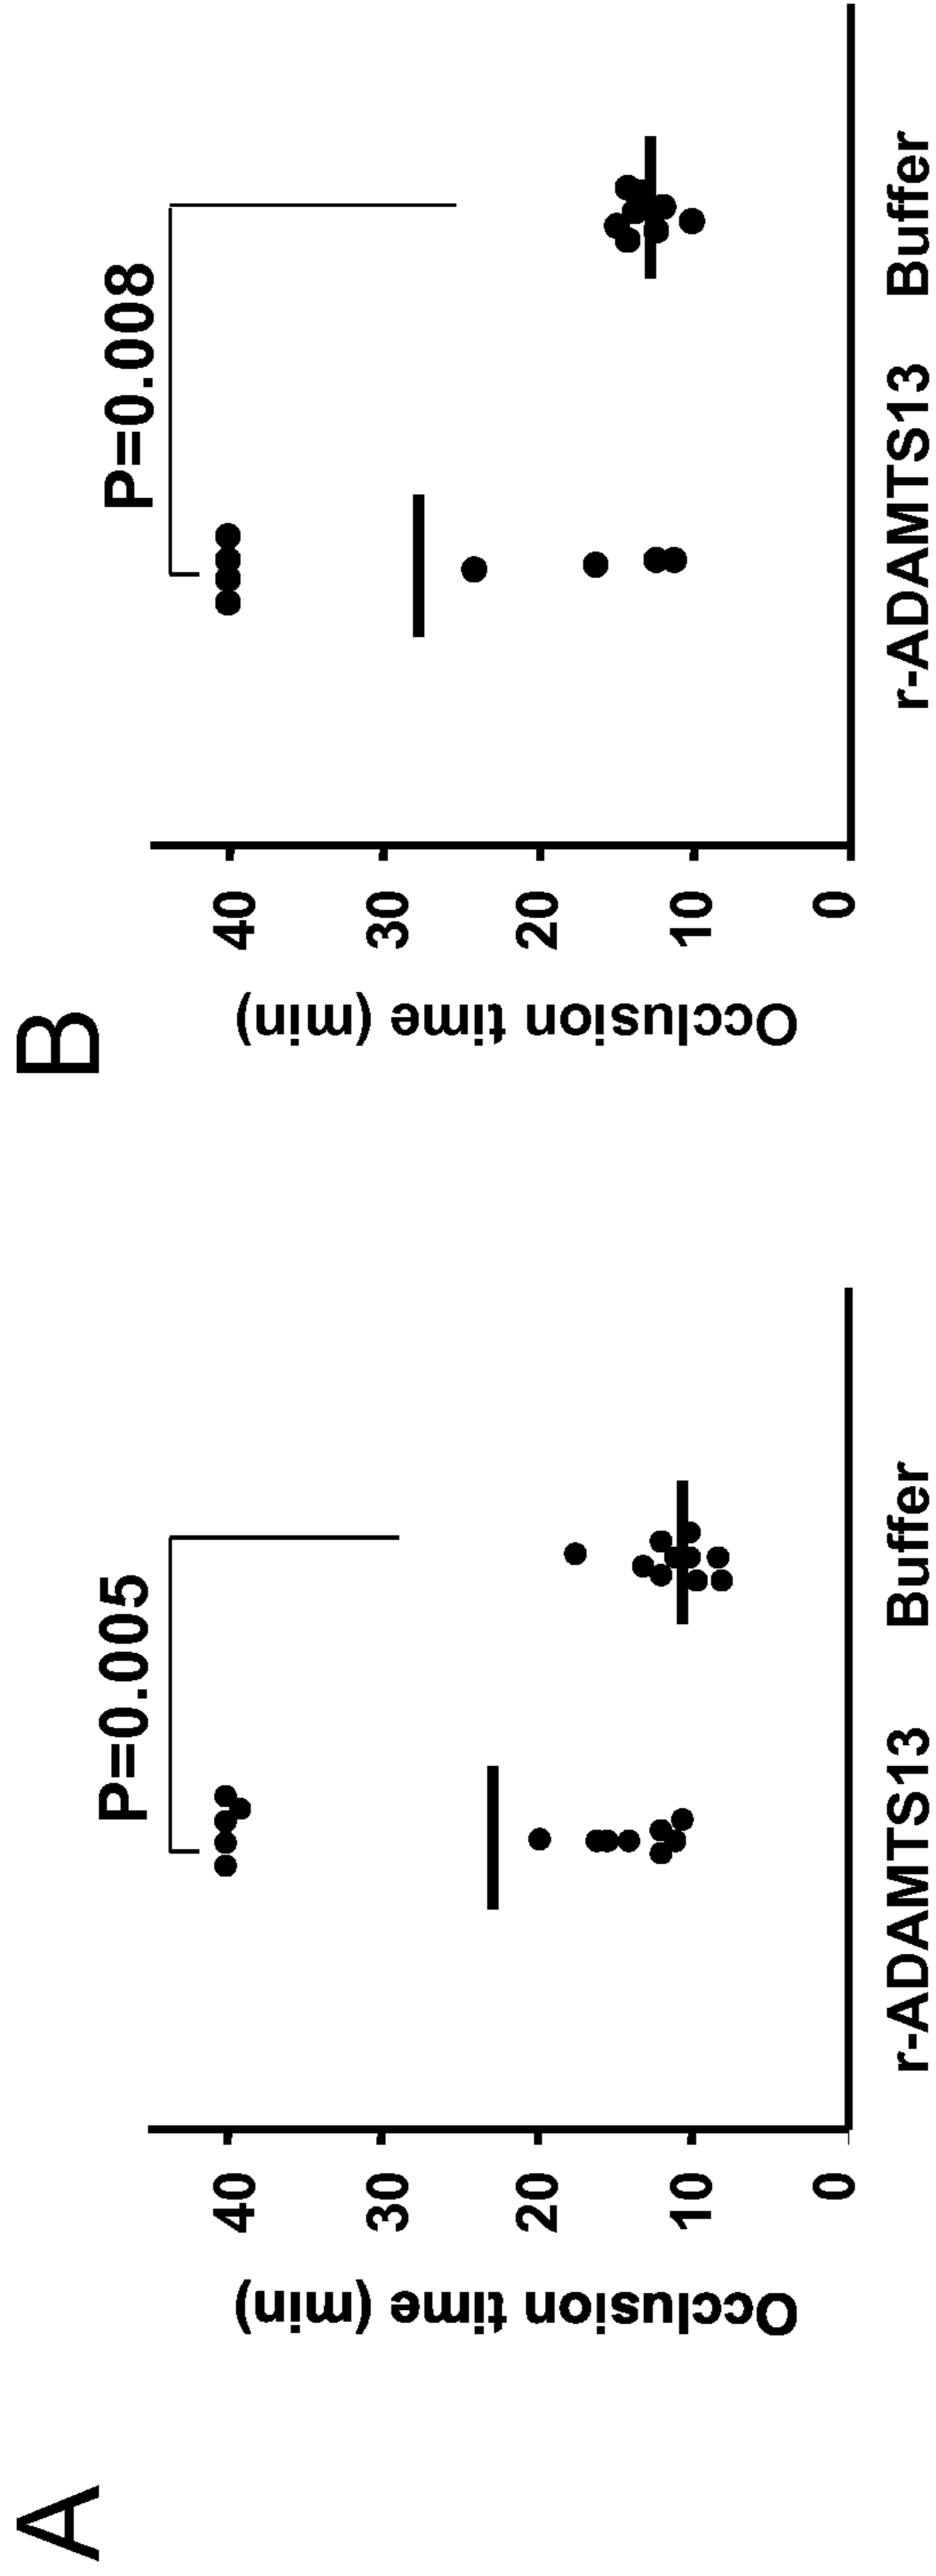 A
P=0.005
Occlusion time (min)
40
30
20
10
0
r-ADAMTS13 Buffer
B
P=0.008
Occlusion time (min)
40
30
20
10
0
r-ADAMTS13 Buffer